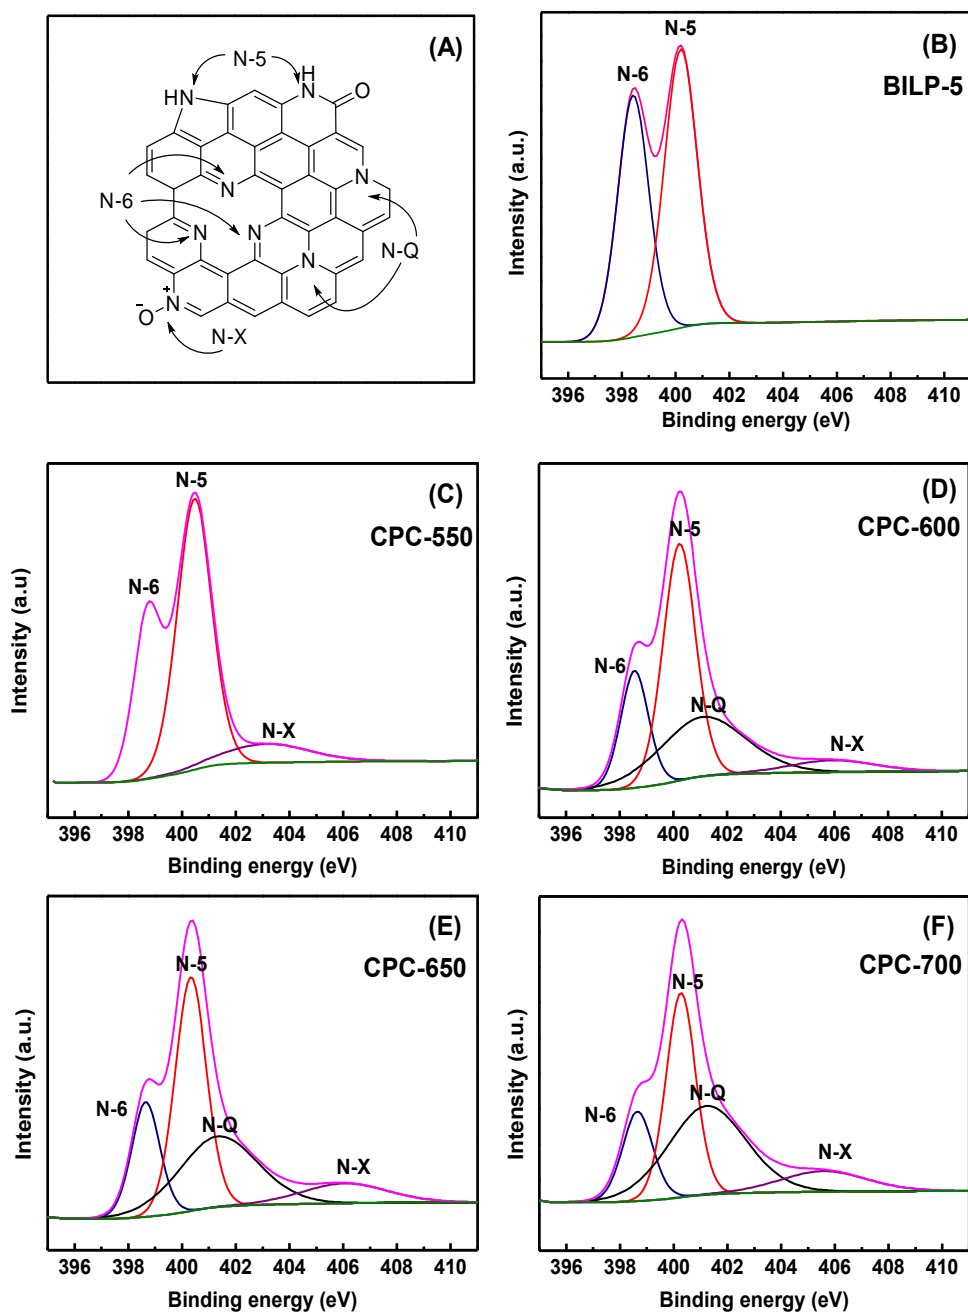 (A)
N-5
H
HN
N
O
N
N
N-6
N
N
N-Q
N
+
N
-
O
N-X
(B)
BILP-5
N-5
N-6
Intensity (a.u.)
396 398 400 402 404 406 408 410
Binding energy (eV)
(C)
CPC-550
N-5
N-6
N-X
Intensity (a.u)
396 398 400 402 404 406 408 410
Binding energy (eV)
(D)
CPC-600
N-5
N-6
N-Q
N-X
Intensity (a.u.)
396 398 400 402 404 406 408 410
Binding energy (eV)
(E)
CPC-650
N-5
N-6
N-Q
N-X
Intensity (a.u.)
396 398 400 402 404 406 408 410
Binding energy (eV)
(F)
CPC-700
N-5
N-6
N-Q
N-X
Intensity (a.u.)
396 398 400 402 404 406 408 410
Binding energy (eV)